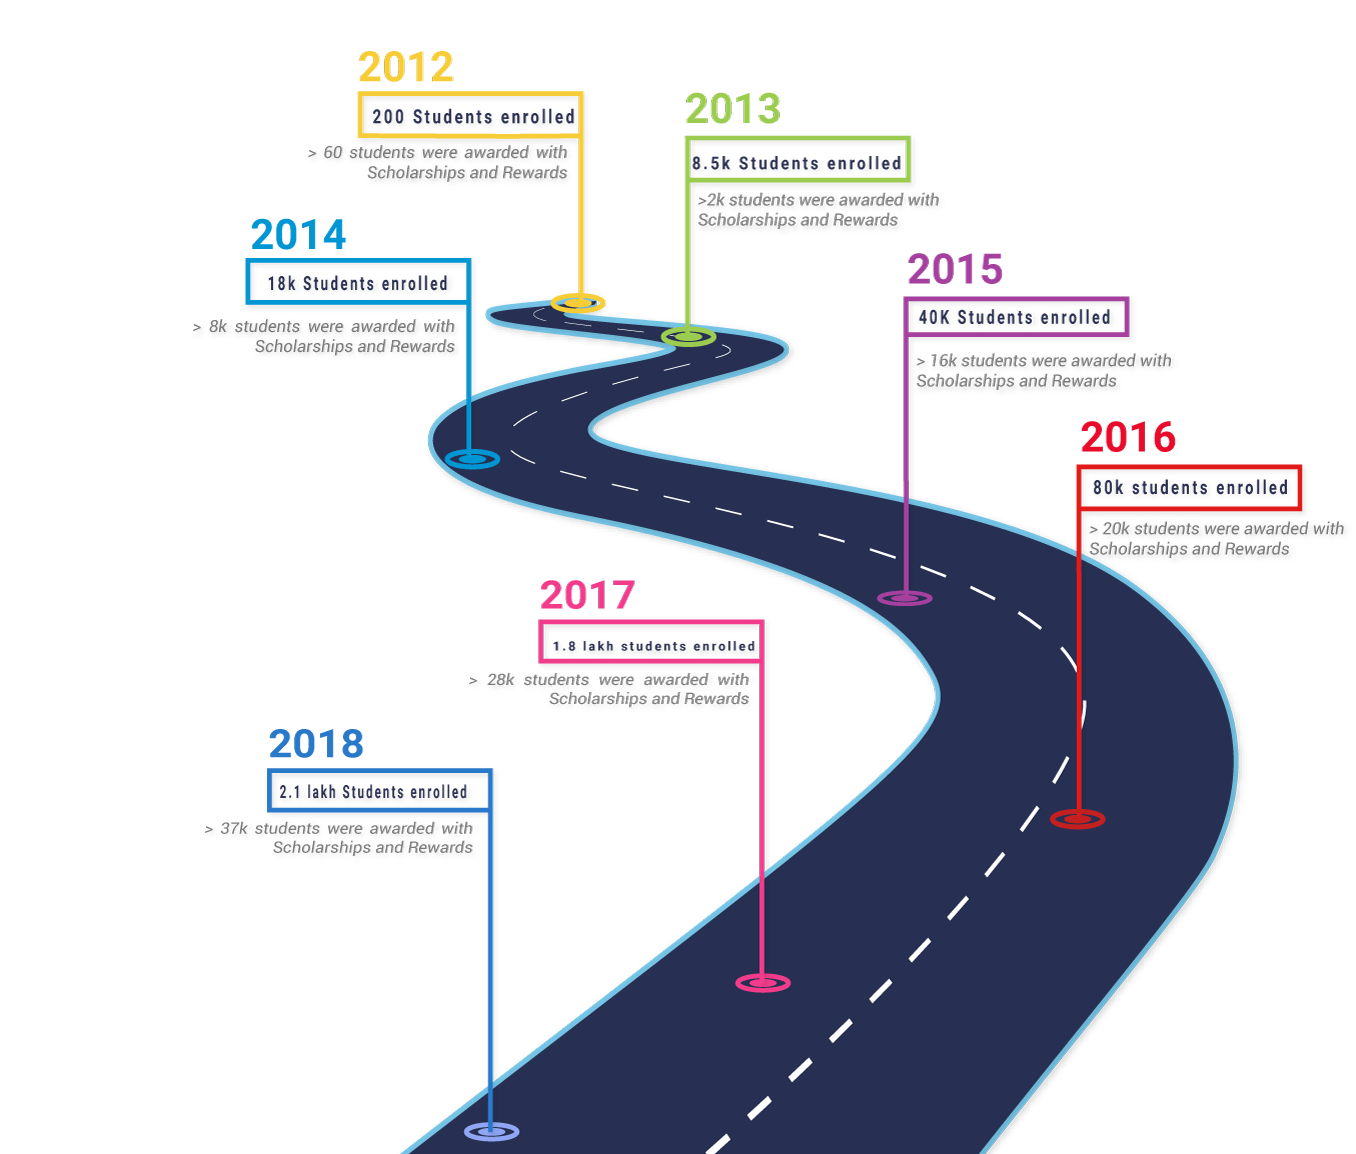 2012
200 Students enrolled
> 60 students were awarded with
Scholarships and Rewards
2013
8.5k Students enrolled
>2k students were awarded with
Scholarships and Rewards
2014
18k Students enrolled
> 8k students were awarded with
Scholarships and Rewards
2015
40K Students enrolled
> 16k students were awarded with
Scholarships and Rewards
2016
80k students enrolled
> 20k students were awarded with
Scholarships and Rewards
2017
1.8 lakh students enrolled
> 28k students were awarded with
Scholarships and Rewards
2018
2.1 lakh Students enrolled
> 37k students were awarded with
Scholarships and Rewards